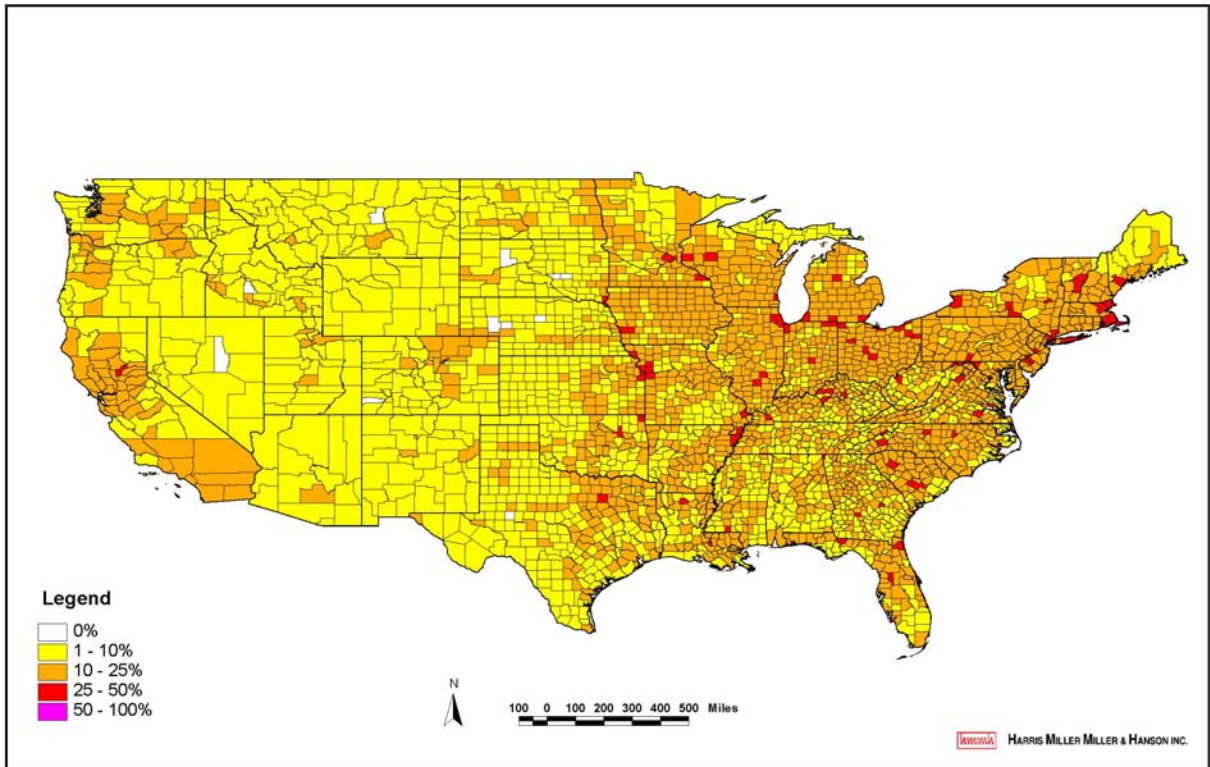 Legend
0%
1 - 10%
10 - 25%
25 - 50%
50 - 100%
N
100 0 100 200 300 400 500 Miles
hmmh HARRIS MILLER MILLER & HANSON INC.